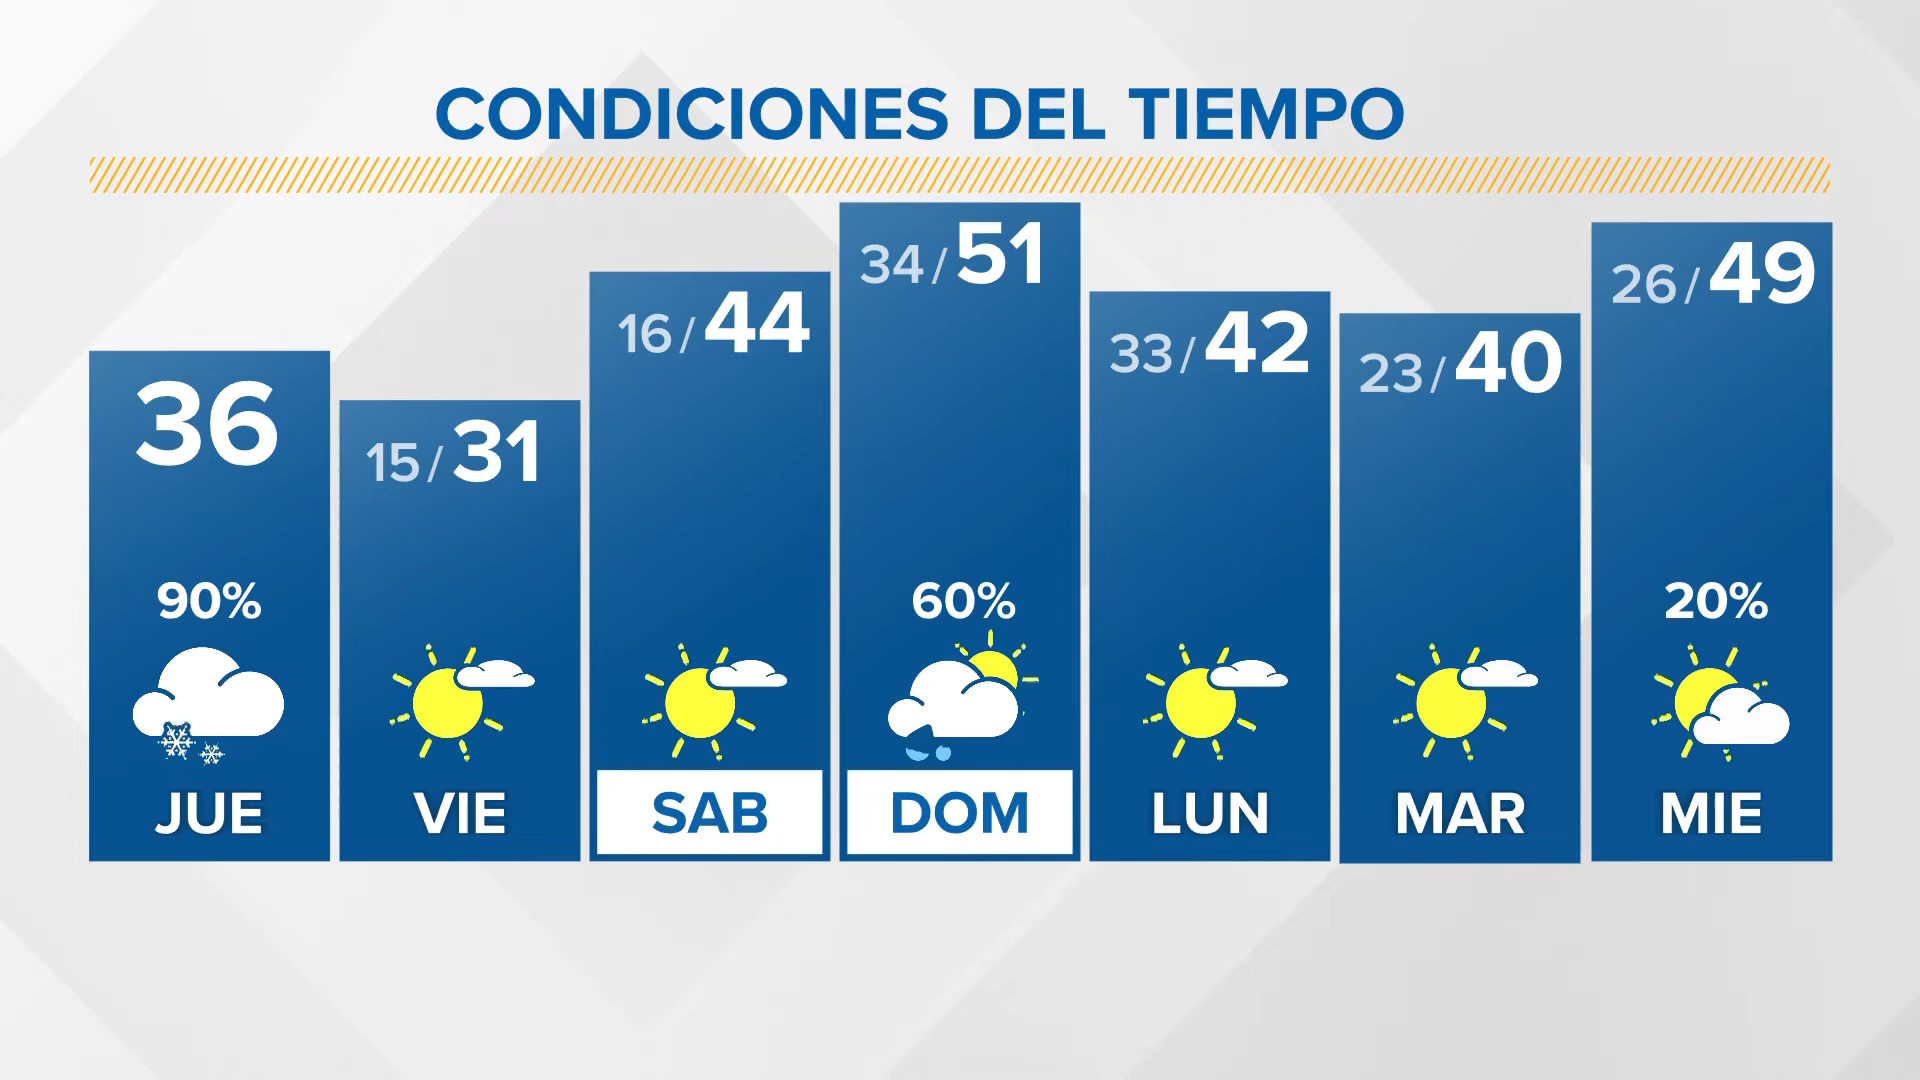 CONDICIONES DEL TIEMPO
36
90%
JUE
15/31
VIE
16/44
SAB
34/51
60%
DOM
33/42
LUN
23/40
MAR
26/49
20%
MIE